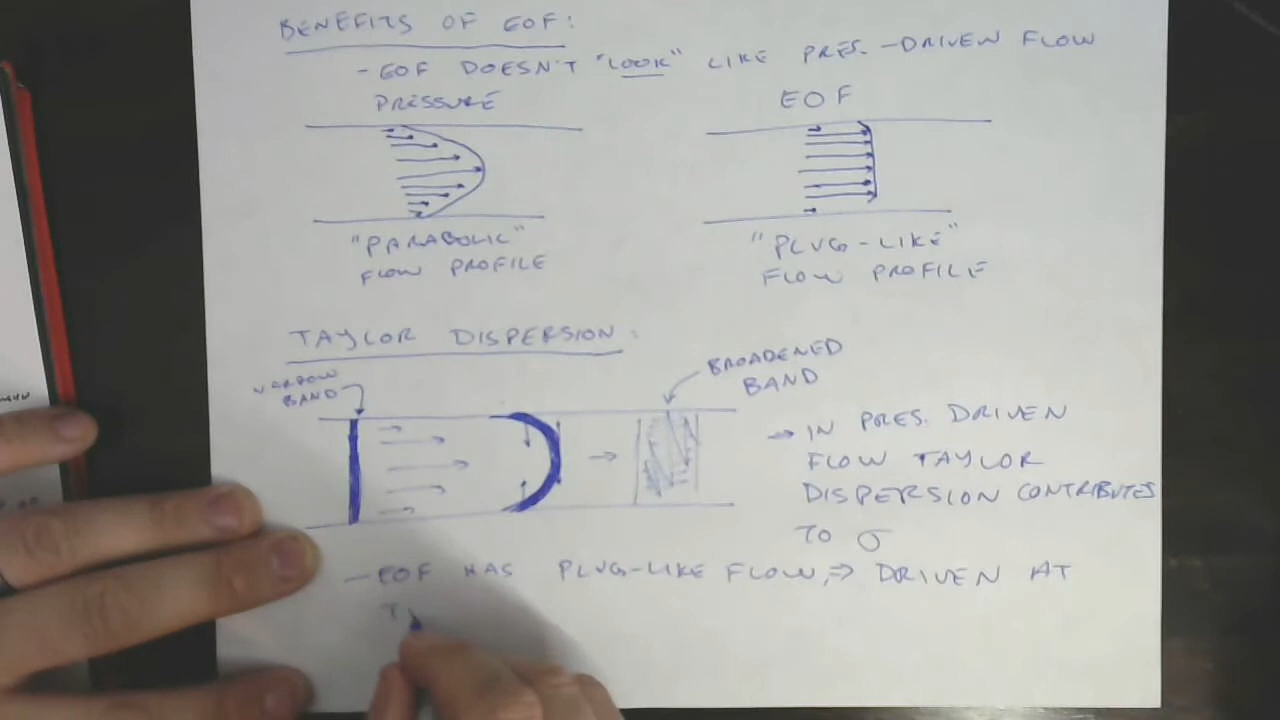 BENEFITS OF EOF:
- EOF DOESN'T "LOOK" LIKE PRES. -DRIVEN FLOW
PRESSURE
EOF
"PARABOLIC"
FLOW PROFILE
"PLUG-LIKE"
FLOW PROFILE
TAYLOR DISPERSION:
NARROW
BAND
BROADENED
BAND
→ IN PRES. DRIVEN
FLOW TAYLOR
DISPERSION CONTRIBUTES
TO σ
- EOF HAS PLUG-LIKE FLOW, ⇒ DRIVEN AT